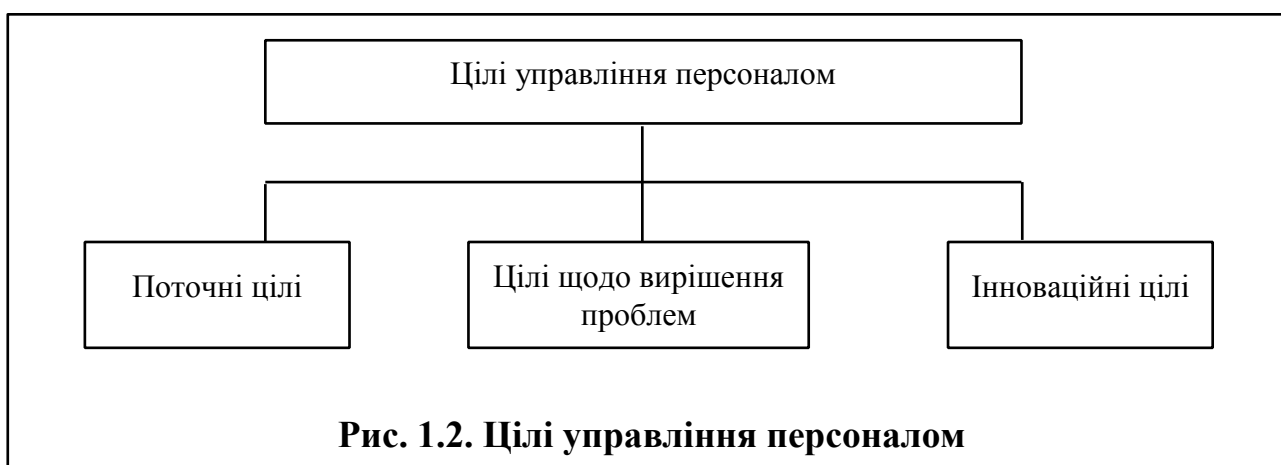 Цілі управління персоналом
Поточні цілі
Цілі щодо вирішення
проблем
Інноваційні цілі
Рис. 1.2. Цілі управління персоналом